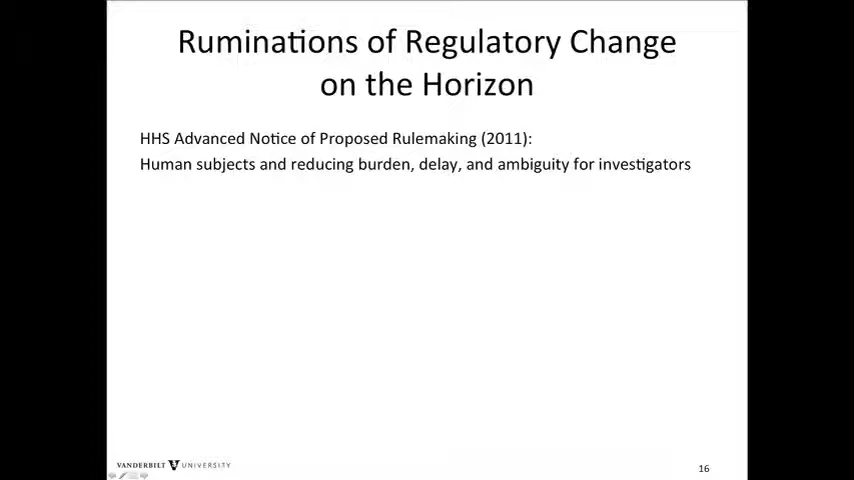 Ruminations of Regulatory Change
on the Horizon
HHS Advanced Notice of Proposed Rulemaking (2011):
Human subjects and reducing burden, delay, and ambiguity for investigators
VANDERBILT UNIVERSITY
16